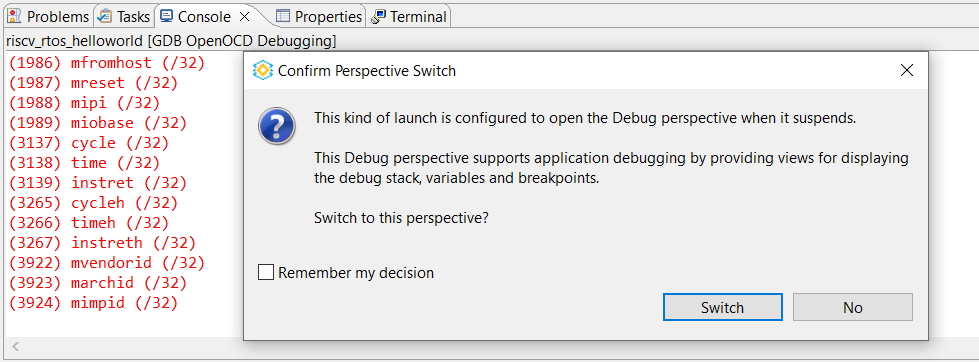 Problems Tasks Console Properties Terminal
riscv_rtos_helloworld [GDB OpenOCD Debugging]
(1986) mfromhost (/32)
(1987) mreset (/32)
(1988) mipi (/32)
(1989) miobase (/32)
(3137) cycle (/32)
(3138) time (/32)
(3139) instret (/32)
(3265) cycleh (/32)
(3266) timeh (/32)
(3267) instreth (/32)
(3922) mvendorid (/32)
(3923) marchid (/32)
(3924) mimpid (/32)
Confirm Perspective Switch
This kind of launch is configured to open the Debug perspective when it suspends.
This Debug perspective supports application debugging by providing views for displaying
the debug stack, variables and breakpoints.
Switch to this perspective?
Remember my decision
Switch No